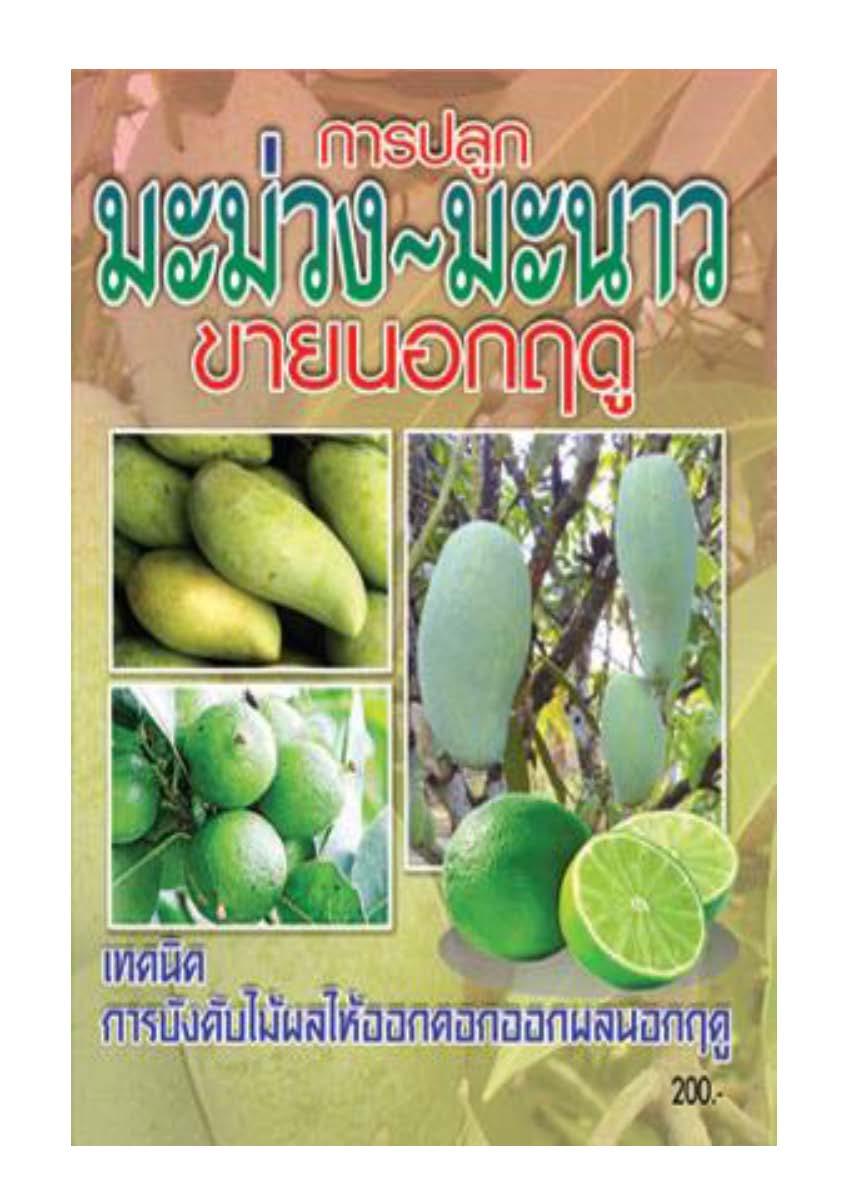 การปลูก
มะม่วง~มะนาว
ขายนอกฤดู
เทคนิค
การบังคับไม้ผลให้ออกดอกออกผลนอกฤดู
200.-